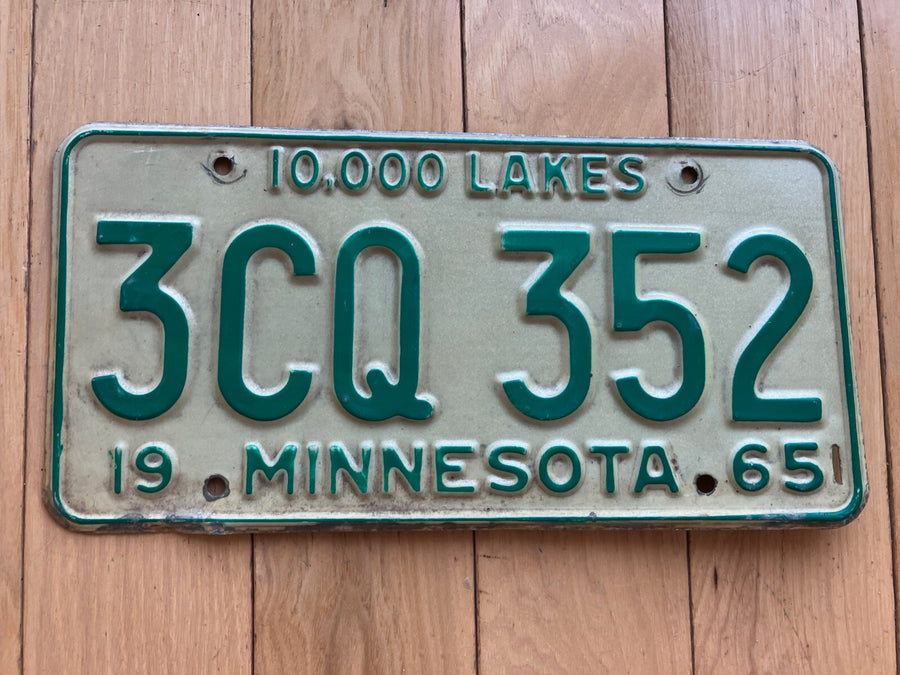 10,000 LAKES
3CQ 352
19 MINNESOTA 65